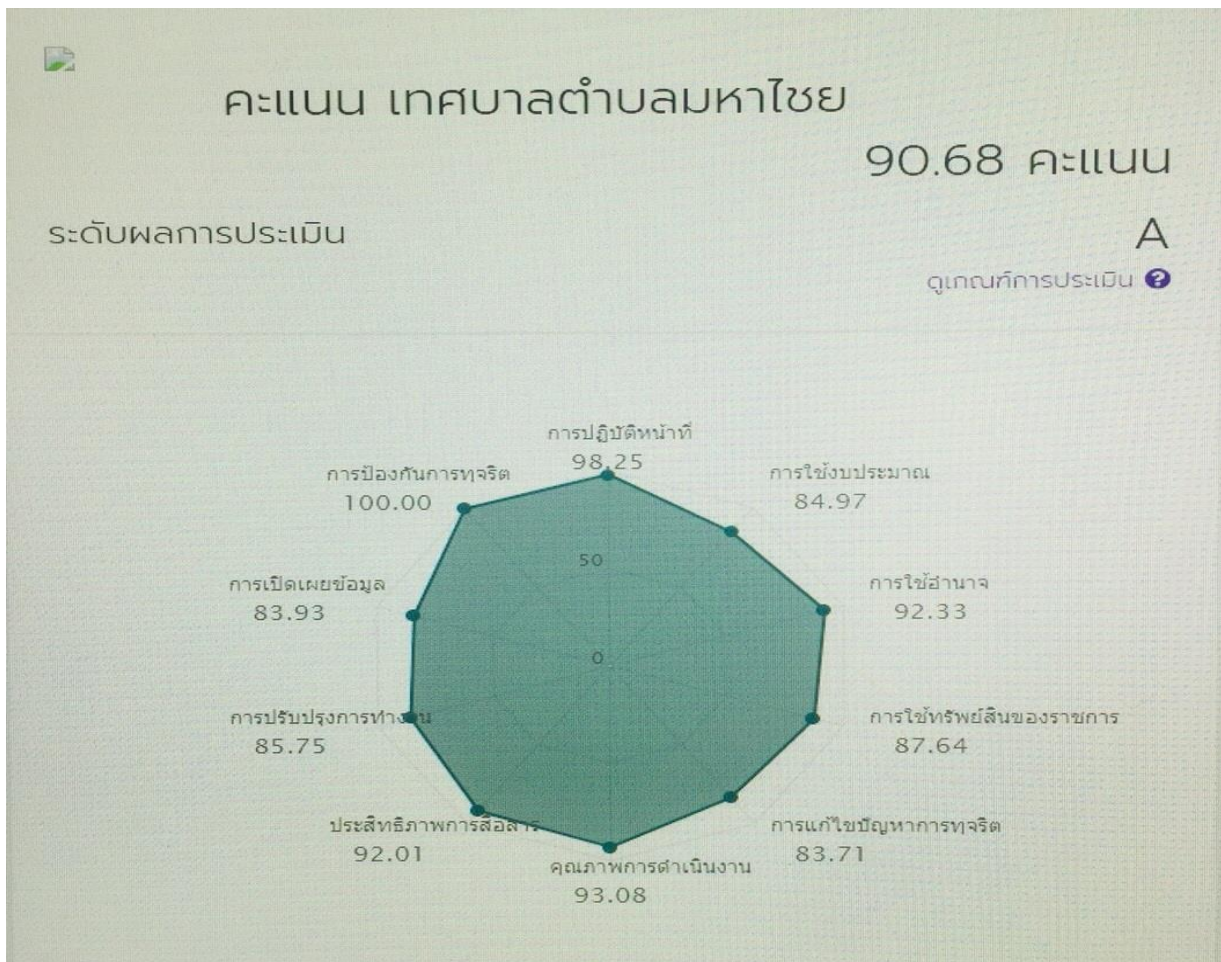 คะแนน เทศบาลตำบลมหาไชย
90.68 คะแนน
ระดับผลการประเมิน
A
ดูเกณฑ์การประเมิน ?
การปฏิบัติหน้าที่
98.25
การใช้งบประมาณ
84.97
การใช้อำนาจ
92.33
การใช้ทรัพย์สินของราชการ
87.64
การแก้ไขปัญหาการทุจริต
83.71
คุณภาพการดำเนินงาน
93.08
ประสิทธิภาพการสื่อสาร
92.01
การปรับปรุงการทำงาน
85.75
การเปิดเผยข้อมูล
83.93
การป้องกันการทุจริต
100.00
50
0